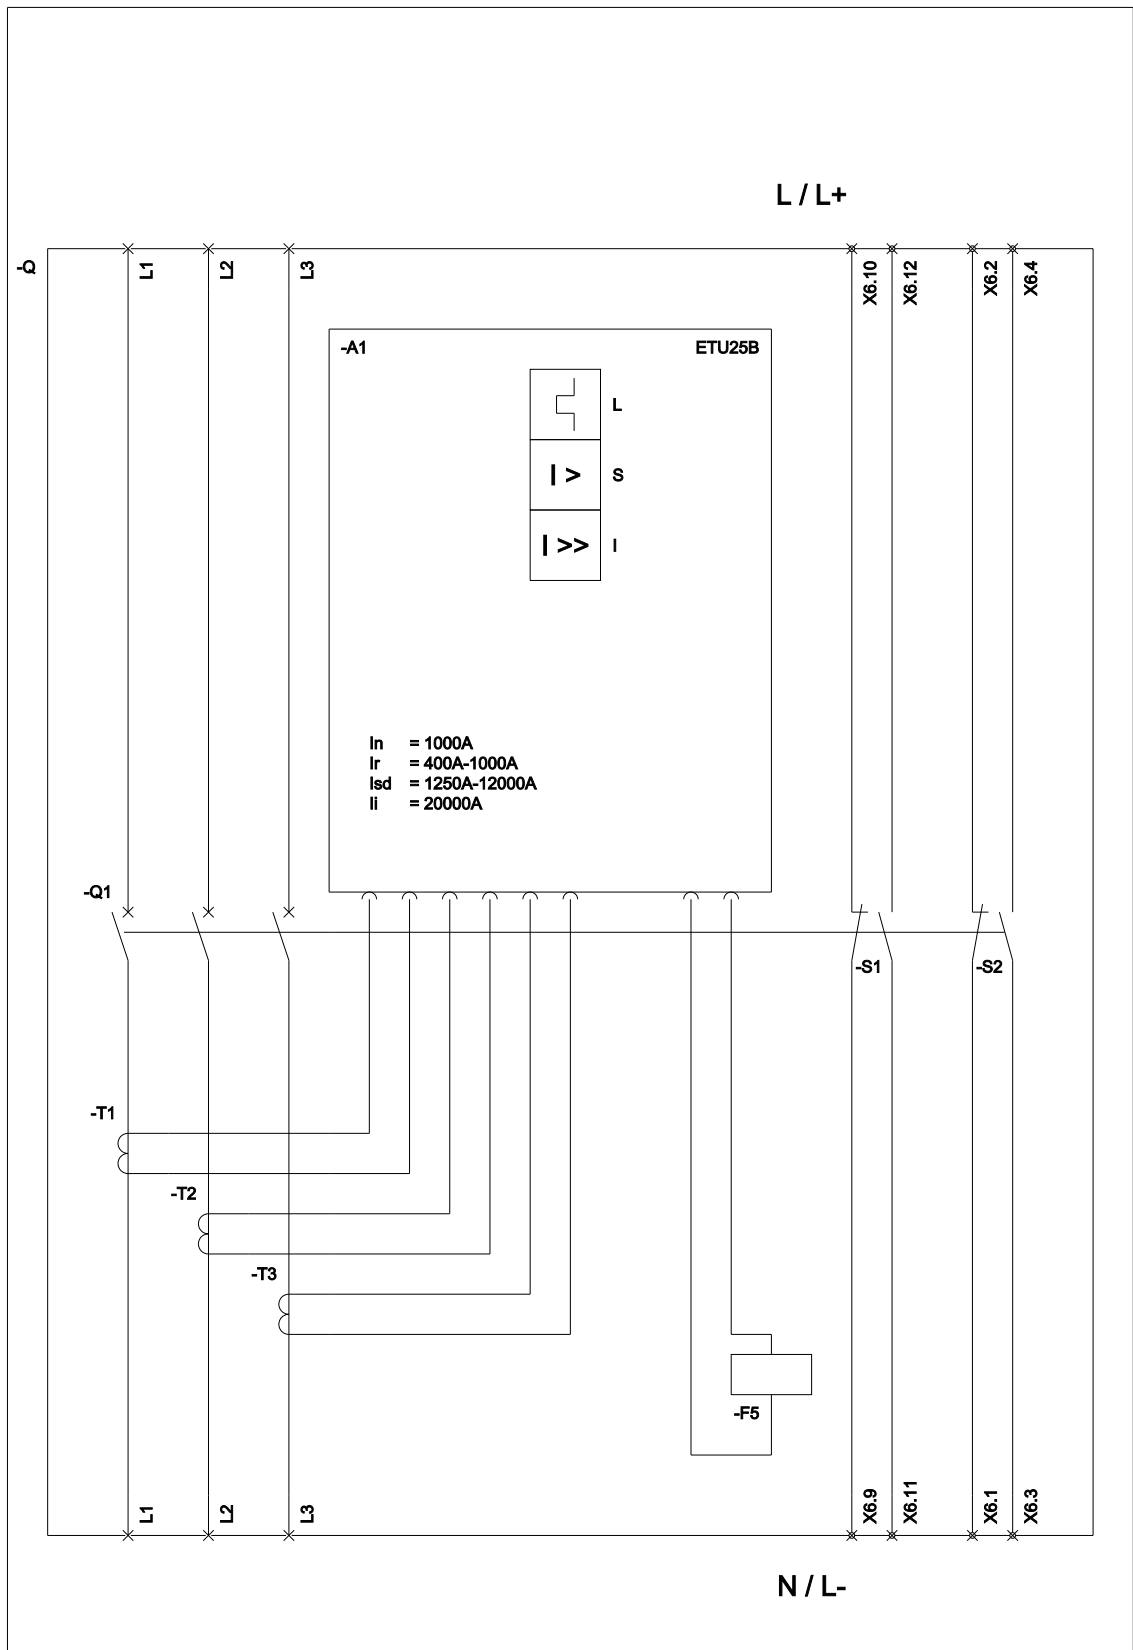 L / L+
-Q
L1
L2
L3
X6.10
X6.12
X6.2
X6.4
-A1
ETU25B
L
I >
S
I >>
I
In = 1000A
Ir = 400A-1000A
Isd = 1250A-12000A
Ii = 20000A
-Q1
-S1
-S2
-T1
-T2
-T3
-F5
L1
L2
L3
X6.9
X6.11
X6.1
X6.3
N / L-